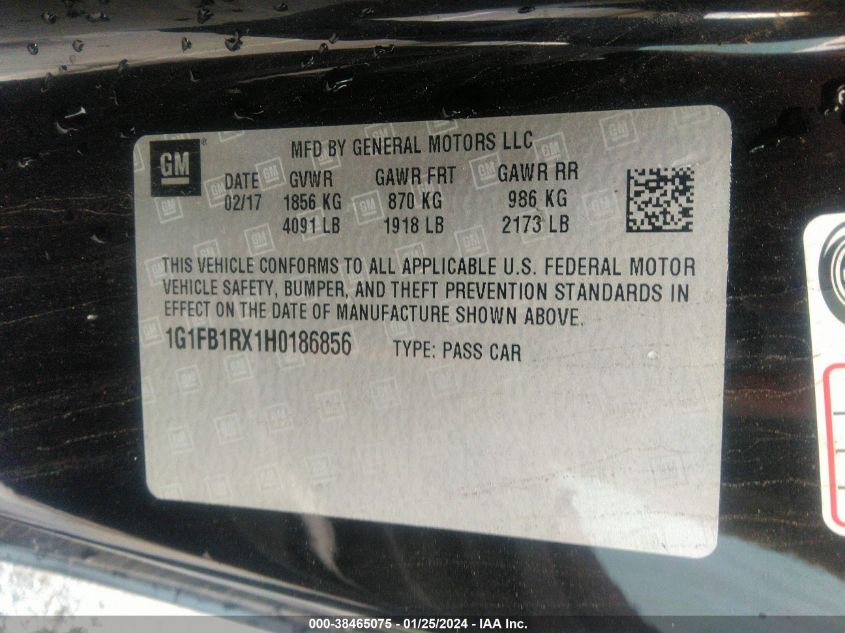 GM
MFD BY GENERAL MOTORS LLC
DATE GVWR GAWR FRT GAWR RR
02/17 1856 KG 870 KG 986 KG
4091 LB 1918 LB 2173 LB
THIS VEHICLE CONFORMS TO ALL APPLICABLE U.S. FEDERAL MOTOR
VEHICLE SAFETY, BUMPER, AND THEFT PREVENTION STANDARDS IN
EFFECT ON THE DATE OF MANUFACTURE SHOWN ABOVE.
1G1FB1RX1H0186856 TYPE: PASS CAR
000-38465075 - 01/25/2024 - IAA Inc.